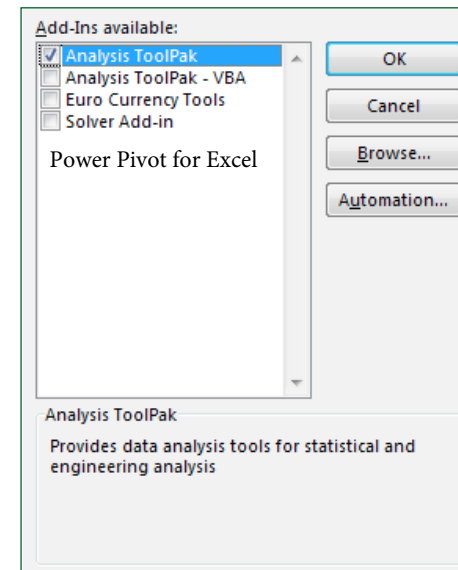 Add-Ins available:
Analysis ToolPak
Analysis ToolPak - VBA
Euro Currency Tools
Solver Add-in
Power Pivot for Excel
OK
Cancel
Browse...
Automation...
Analysis ToolPak
Provides data analysis tools for statistical and
engineering analysis